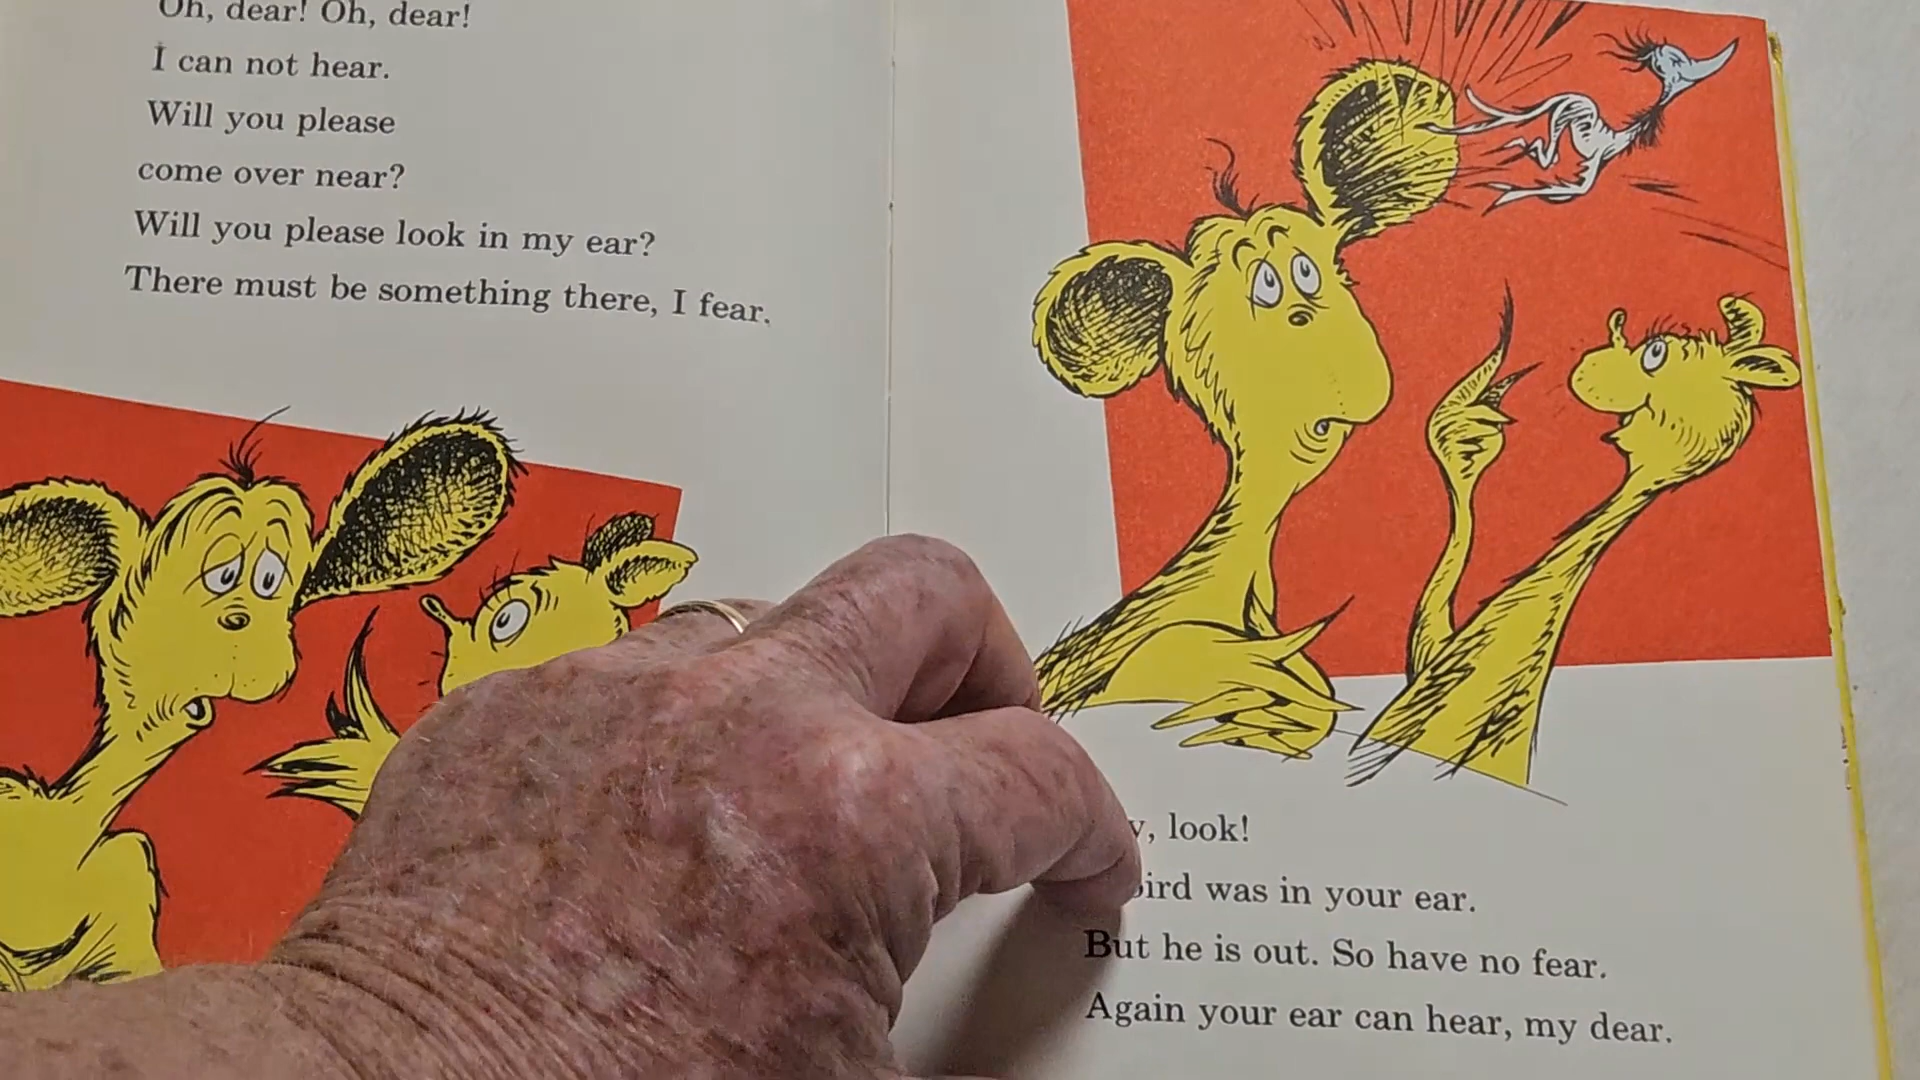 Oh, dear! Oh, dear!
I can not hear.
Will you please
come over near?
Will you please look in my ear?
There must be something there, I fear.
look!
was in your ear.
But he is out. So have no fear.
Again your ear can hear, my dear.